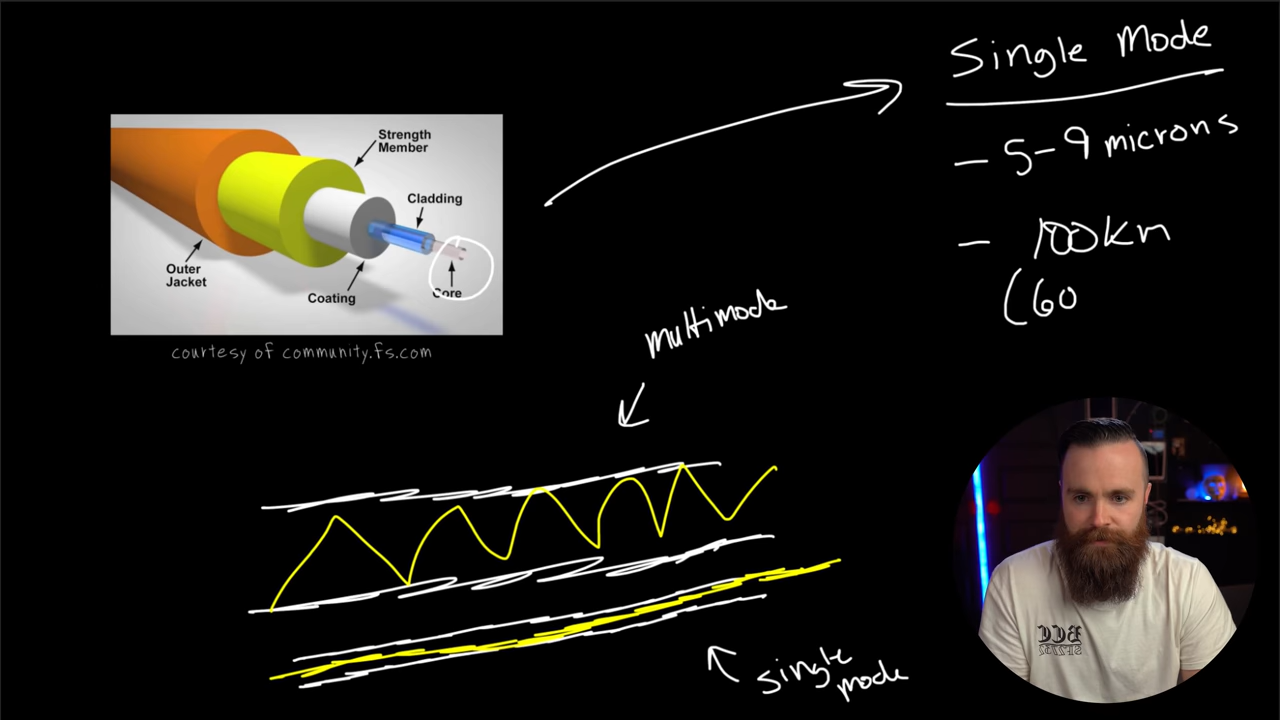 Single Mode
- 5-9 microns
- 100km
(60
Strength
Member
Cladding
Outer
Jacket
Coating
Core
courtesy of community.fs.com
multimode
single
mode